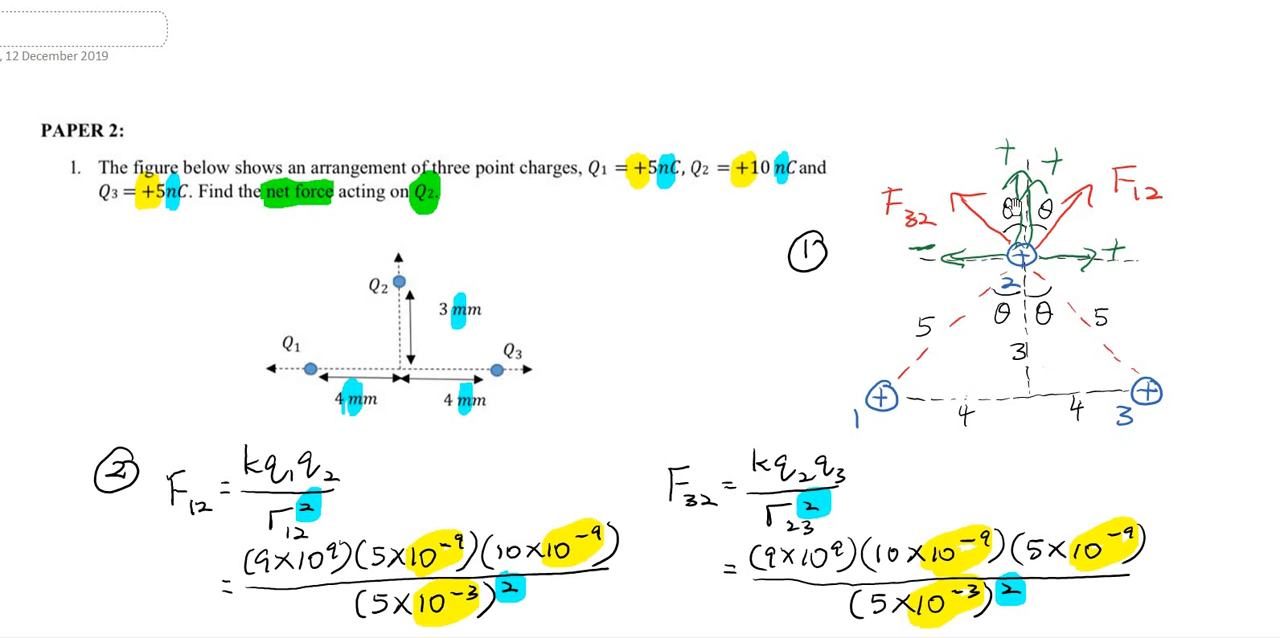 , 12 December 2019
PAPER 2:
1. The figure below shows an arrangement of three point charges, Q₁ = +5nC, Q₂ = +10 nC and
Q₃ = +5nC. Find the net force acting on Q₂.
Q₂
3 mm
Q₁
Q₃
4 mm
4 mm
①
+ +
F₃₂ θ θ F₁₂
− + +
2
θ θ
5 5
3
1 + + 3
4 4
② F₁₂ = kq₁q₂ / r₁₂²
= (9×10⁹)(5×10⁻⁹)(10×10⁻⁹) / (5×10⁻³)²
F₃₂ = kq₂q₃ / r₂₃²
= (9×10⁹)(10×10⁻⁹)(5×10⁻⁹) / (5×10⁻³)²